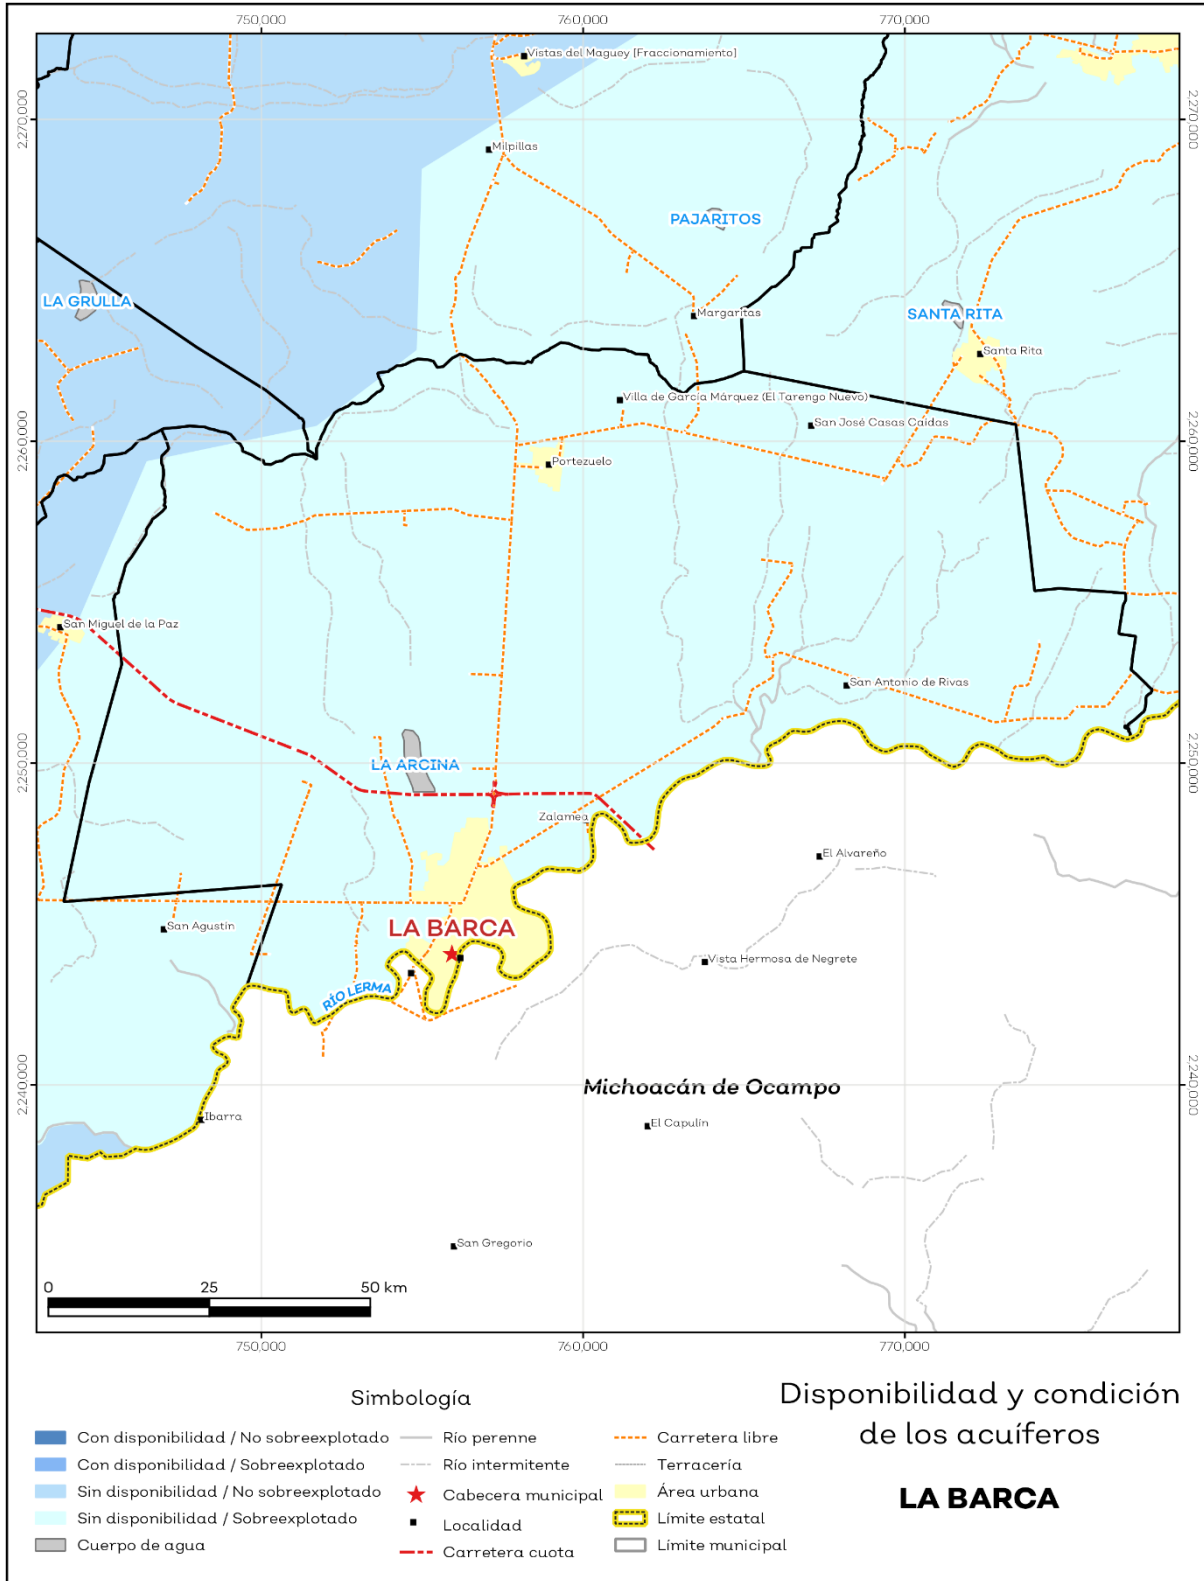 750,000
760,000
770,000
Vistas del Maguey [Fraccionamiento]
2,270,000
2,270,000
Milpillas
PAJARITOS
LA GRULLA
SANTA RITA
Margaritas
Santa Rita
Villa de García Márquez (El Tarengo Nuevo)
San José Casas Caídas
2,260,000
2,260,000
Portezuelo
San Miguel de la Paz
San Antonio de Rivas
2,250,000
2,250,000
LA ARCINA
Zalamea
El Alvareño
San Agustín
LA BARCA
Vista Hermosa de Negrete
RÍO LERMA
2,240,000
2,240,000
Michoacán de Ocampo
Ibarra
El Capulín
San Gregorio
0
25
50 km
750,000
760,000
770,000
Simbología
Con disponibilidad / No sobreexplotado
Con disponibilidad / Sobreexplotado
Sin disponibilidad / No sobreexplotado
Sin disponibilidad / Sobreexplotado
Cuerpo de agua
Río perenne
Río intermitente
Cabecera municipal
Localidad
Carretera cuota
Carretera libre
Terracería
Área urbana
Límite estatal
Límite municipal
Disponibilidad y condición
de los acuíferos
LA BARCA